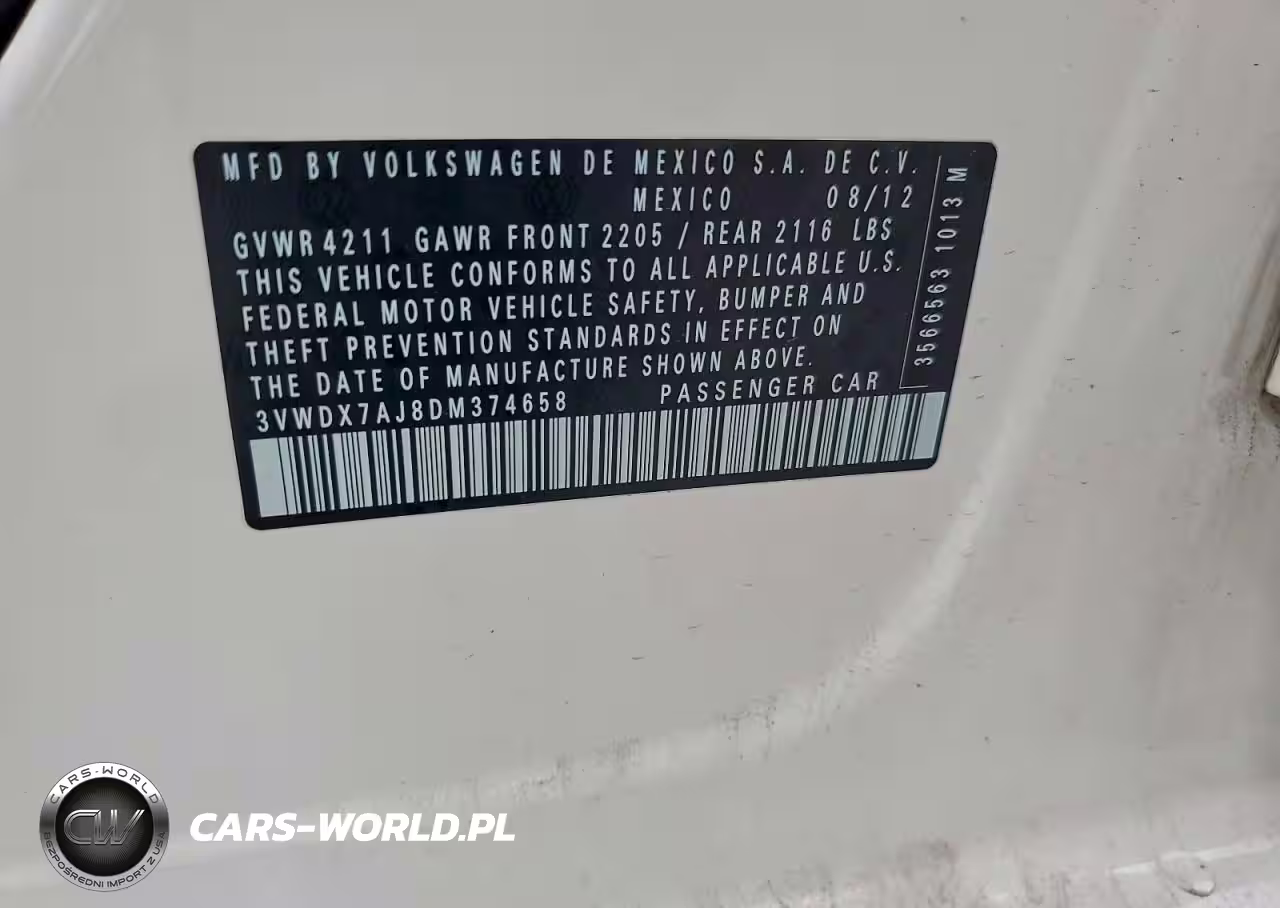 MFD BY VOLKSWAGEN DE MEXICO S.A. DE C.V.
MEXICO 08/12
GVWR 4211 GAWR FRONT 2205 / REAR 2116 LBS
THIS VEHICLE CONFORMS TO ALL APPLICABLE U.S.
FEDERAL MOTOR VEHICLE SAFETY, BUMPER AND
THEFT PREVENTION STANDARDS IN EFFECT ON
THE DATE OF MANUFACTURE SHOWN ABOVE.
3VWDX7AJ8DM374658 PASSENGER CAR
3566563 1013 M
CARS-WORLD
CW
BEZPOŚREDNI IMPORT Z USA
CARS-WORLD.PL